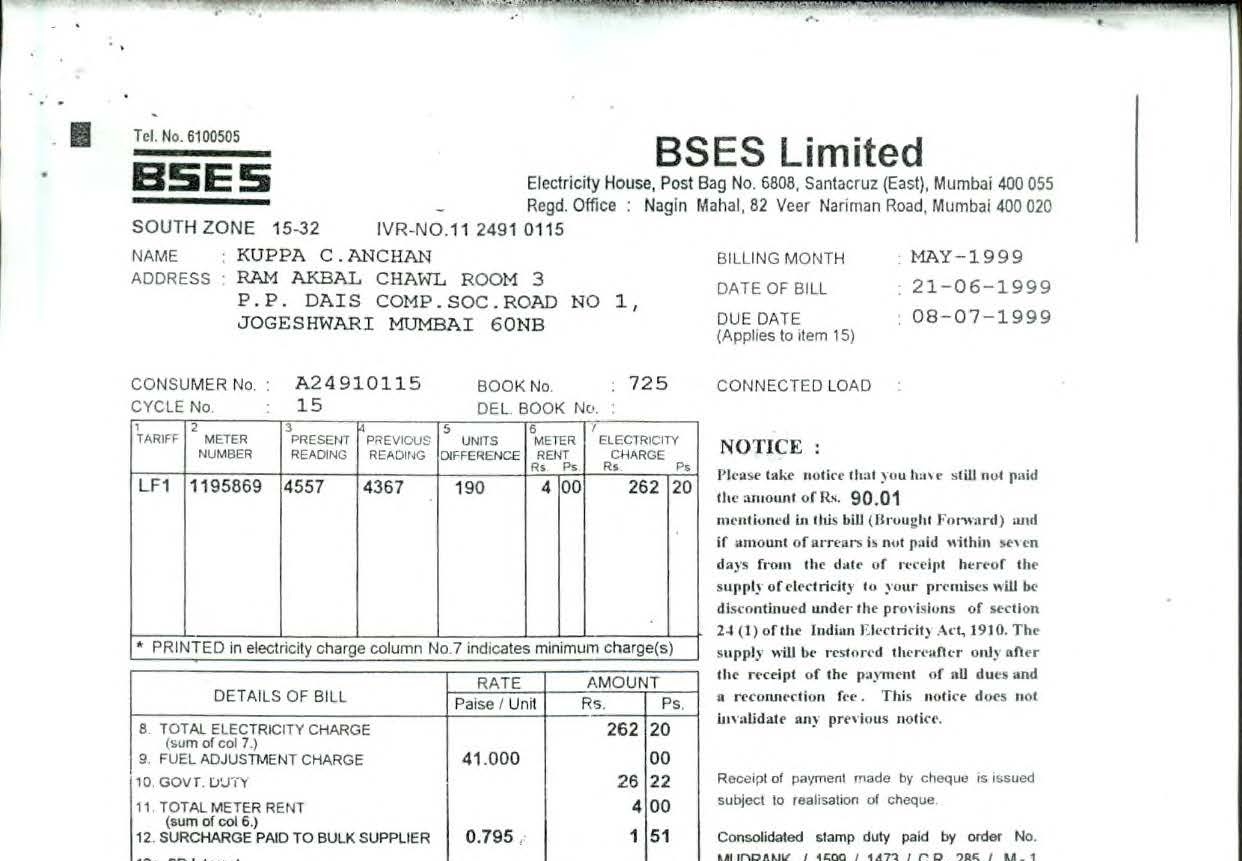 Tel. No. 6100505
BSES
BSES Limited
Electricity House, Post Bag No. 6808, Santacruz (East), Mumbai 400 055
Regd. Office : Nagin Mahal, 82 Veer Nariman Road, Mumbai 400 020
SOUTH ZONE 15-32 IVR-NO.11 2491 0115
NAME : KUPPA C.ANCHAN
ADDRESS : RAM AKBAL CHAWL ROOM 3
P.P. DAIS COMP.SOC.ROAD NO 1,
JOGESHWARI MUMBAI 60NB
BILLING MONTH : MAY-1999
DATE OF BILL : 21-06-1999
DUE DATE : 08-07-1999
(Applies to item 15)
CONSUMER No. : A24910115 BOOK No. : 725 CONNECTED LOAD :
CYCLE No. : 15 DEL. BOOK No. :
1 TARIFF 2 METER NUMBER 3 PRESENT READING 4 PREVIOUS READING 5 UNITS DIFFERENCE 6 METER RENT Rs. Ps. 7 ELECTRICITY CHARGE Rs. Ps
LF1 1195869 4557 4367 190 4 00 262 20
* PRINTED in electricity charge column No.7 indicates minimum charge(s)
DETAILS OF BILL RATE AMOUNT
Paise / Unit Rs. Ps.
8. TOTAL ELECTRICITY CHARGE 262 20
(sum of col 7.)
9. FUEL ADJUSTMENT CHARGE 41.000 00
10. GOVT. DUTY 26 22
11. TOTAL METER RENT 4 00
(sum of col 6.)
12. SURCHARGE PAID TO BULK SUPPLIER 0.795 1 51
NOTICE :
Please take notice that you have still not paid
the amount of Rs. 90.01
mentioned in this bill (Brought Forward) and
if amount of arrears is not paid within seven
days from the date of receipt hereof the
supply of electricity to your premises will be
discontinued under the provisions of section
24 (1) of the Indian Electricity Act, 1910. The
supply will be restored thereafter only after
the receipt of the payment of all dues and
a reconnection fee. This notice does not
invalidate any previous notice.
Receipt of payment made by cheque is issued
subject to realisation of cheque.
Consolidated stamp duty paid by order No.
MUDRANK / 1599 / 1473 / C.R. 285 / M-1